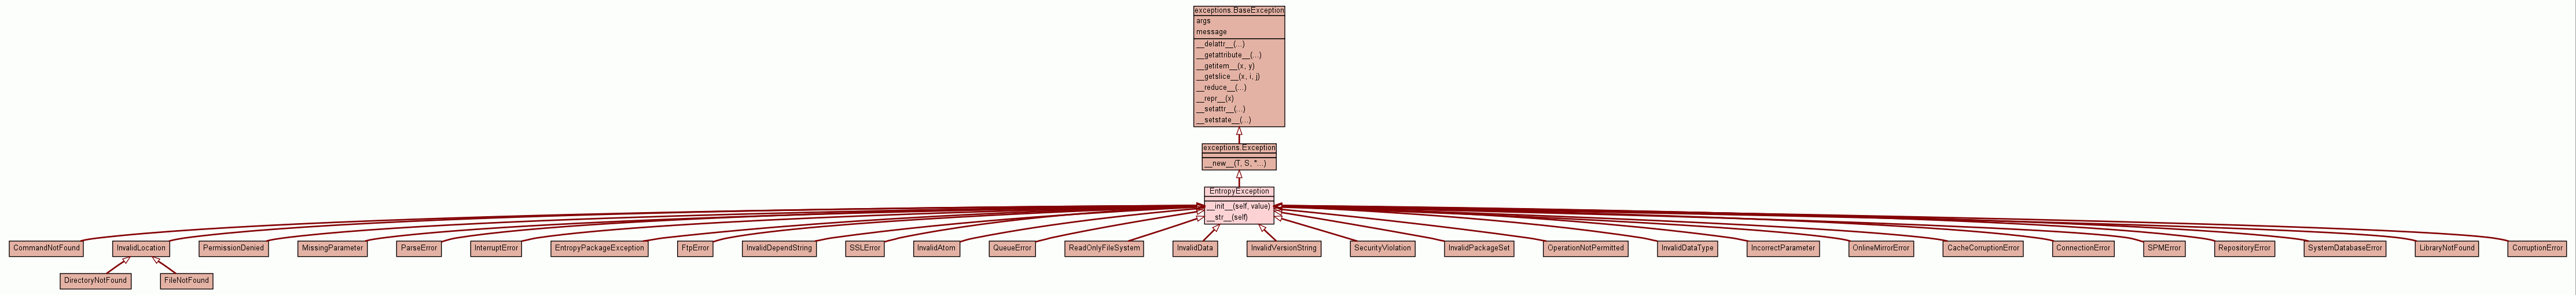 exceptions.BaseException
args
message
__delattr__(...)
__getattribute__(...)
__getitem__(x, y)
__getslice__(x, i, j)
__reduce__(...)
__repr__(x)
__setattr__(...)
__setstate__(...)
exceptions.Exception
__new__(T, S, *...)
EntropyException
__init__(self, value)
__str__(self)
CommandNotFound
InvalidLocation
PermissionDenied
MissingParameter
ParseError
InterruptError
EntropyPackageException
FtpError
InvalidDependString
SSLError
InvalidAtom
QueueError
ReadOnlyFileSystem
InvalidData
InvalidVersionString
SecurityViolation
InvalidPackageSet
OperationNotPermitted
InvalidDataType
IncorrectParameter
OnlineMirrorError
CacheCorruptionError
ConnectionError
SPMError
RepositoryError
SystemDatabaseError
LibraryNotFound
CorruptionError
DirectoryNotFound
FileNotFound